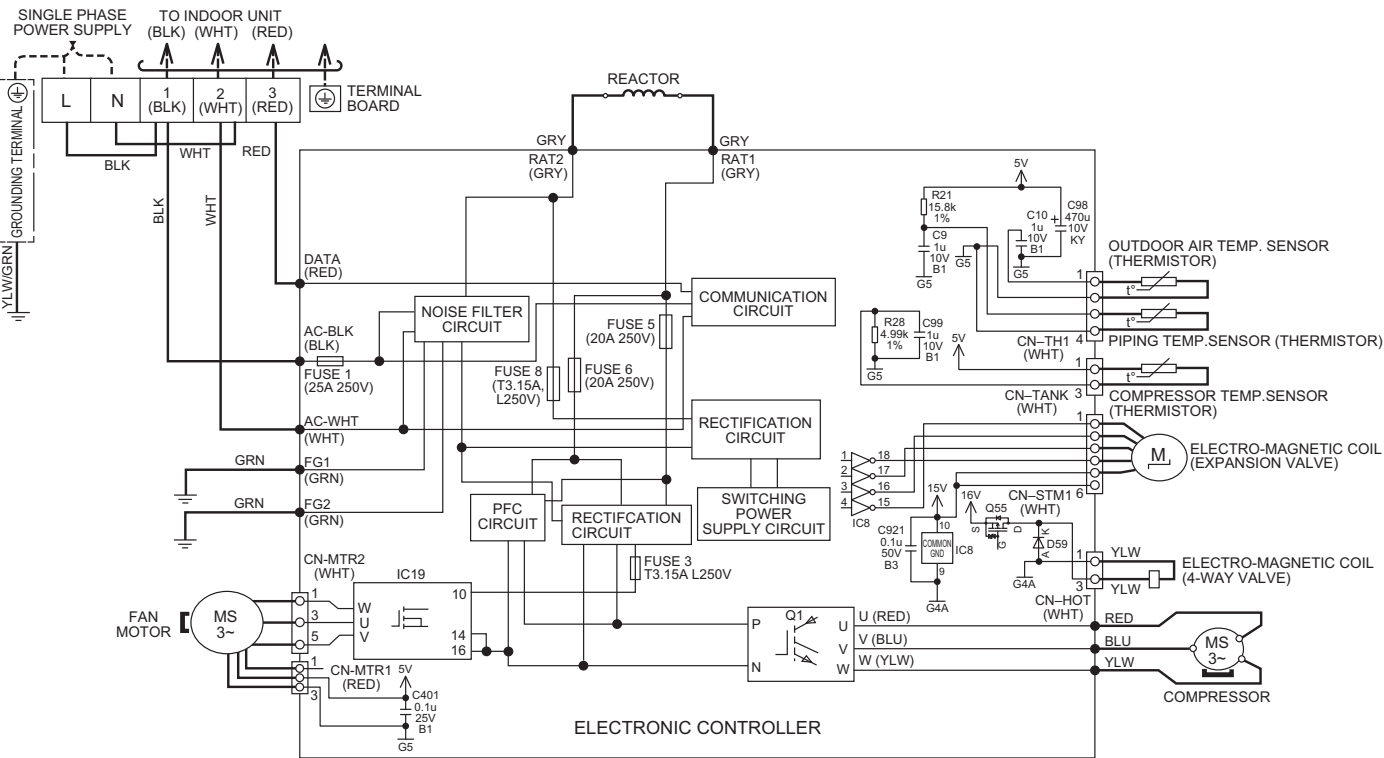 SINGLE PHASE
POWER SUPPLY
TO INDOOR UNIT
(BLK) (WHT) (RED)
L
N
1
(BLK)
2
(WHT)
3
(RED)
TERMINAL
BOARD
GROUNDING TERMINAL
YLW/GRN
BLK
WHT
RED
BLK
WHT
REACTOR
GRY
RAT2
(GRY)
GRY
RAT1
(GRY)
DATA
(RED)
NOISE FILTER
CIRCUIT
COMMUNICATION
CIRCUIT
AC-BLK
(BLK)
FUSE 1
(25A 250V)
FUSE 5
(20A 250V)
FUSE 8
(T3.15A,
L250V)
FUSE 6
(20A 250V)
AC-WHT
(WHT)
RECTIFICATION
CIRCUIT
GRN
FG1
(GRN)
GRN
FG2
(GRN)
PFC
CIRCUIT
RECTIFCATION
CIRCUIT
SWITCHING
POWER
SUPPLY CIRCUIT
FUSE 3
T3.15A L250V
CN-MTR2
(WHT)
IC19
10
14
16
W
U
V
1
3
5
FAN
MOTOR
MS
3~
1
3
CN-MTR1
(RED)
5V
C401
0.1u
25V
B1
G5
ELECTRONIC CONTROLLER
5V
R21
15.8k
1%
C9
1u
10V
B1
G5
G5
C10
1u
10V
B1
G5
+
C98
470u
10V
KY
OUTDOOR AIR TEMP. SENSOR
(THERMISTOR)
1
t°
t°
4
CN–TH1
(WHT)
PIPING TEMP.SENSOR (THERMISTOR)
R28
4.99k
1%
C99
1u
10V
B1
G5
5V
1
t°
3
CN–TANK
(WHT)
COMPRESSOR TEMP.SENSOR
(THERMISTOR)
1
M
ELECTRO-MAGNETIC COIL
(EXPANSION VALVE)
1 18
2 17
3 16
4 15
IC8
6
CN–STM1
(WHT)
15V
16V
Q55
S
G
D
C921
0.1u
50V
B3
10
COMMON
GND
IC8
9
G4A
K
D59
A
G4A
1
YLW
3
YLW
CN–HOT
(WHT)
ELECTRO-MAGNETIC COIL
(4-WAY VALVE)
Q1
P
N
U
V
W
U (RED)
V (BLU)
W (YLW)
RED
BLU
YLW
MS
3~
COMPRESSOR